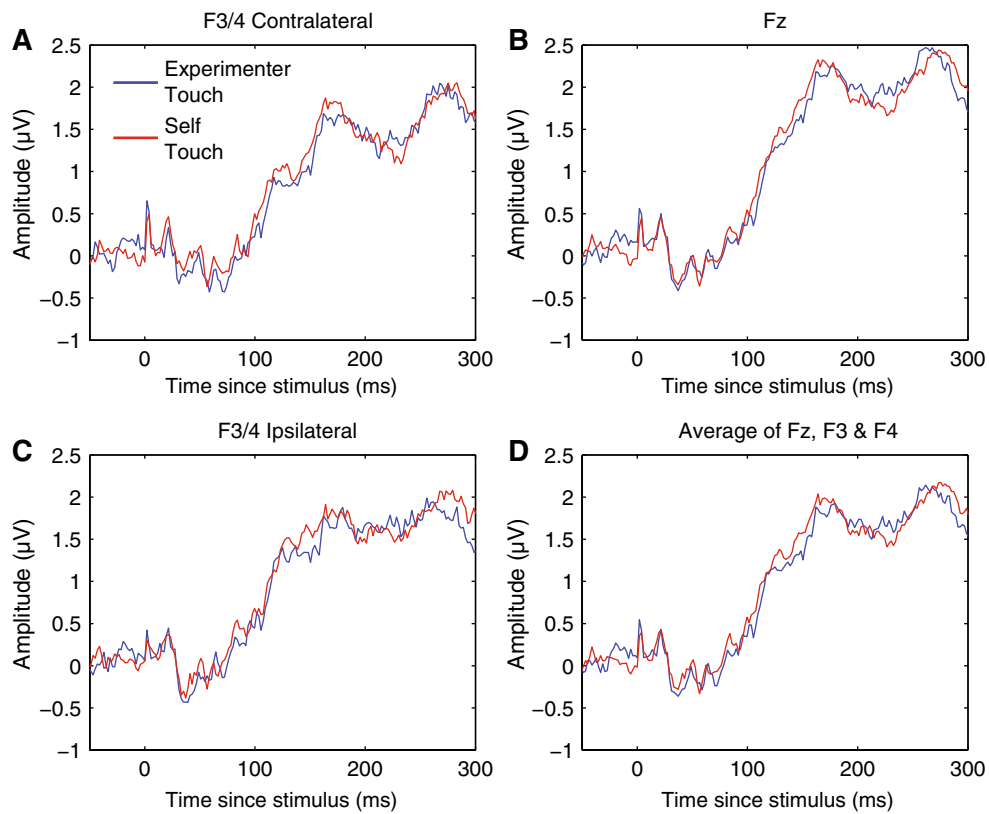 F3/4 Contralateral
A
2.5
2
1.5
1
0.5
0
−0.5
−1
Amplitude (µV)
Experimenter
Touch
Self
Touch
0
100
200
300
Time since stimulus (ms)
Fz
B
2.5
2
1.5
1
0.5
0
−0.5
−1
Amplitude (µV)
0
100
200
300
Time since stimulus (ms)
F3/4 Ipsilateral
C
2.5
2
1.5
1
0.5
0
−0.5
−1
Amplitude (µV)
0
100
200
300
Time since stimulus (ms)
Average of Fz, F3 & F4
D
2.5
2
1.5
1
0.5
0
−0.5
−1
Amplitude (µV)
0
100
200
300
Time since stimulus (ms)